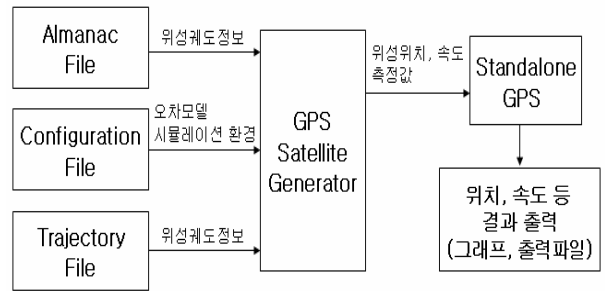 Almanac
File
위성궤도정보
Configuration
File
오차모델
시뮬레이션 환경
Trajectory
File
위성궤도정보
GPS
Satellite
Generator
위성위치, 속도
측정값
Standalone
GPS
위치, 속도 등
결과 출력
(그래프, 출력파일)